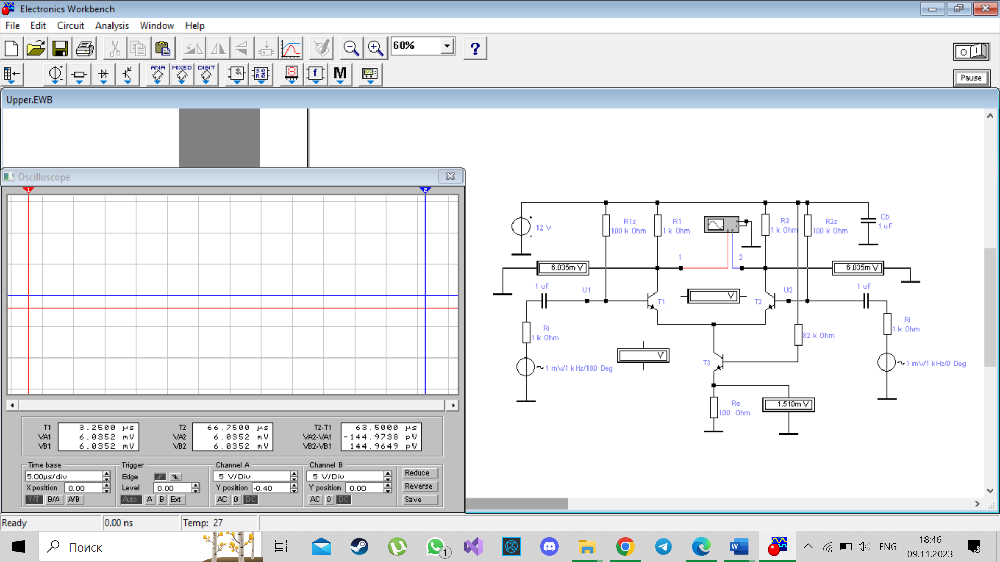 Electronics Workbench
File Edit Circuit Analysis Window Help
60%
?
ANA MIXED DIGIT
M
Pause
Upper.EWB
Oscilloscope
1
2
T1 3.2500 µs
VA1 6.0352 mV
VB1 6.0352 mV
T2 66.7500 µs
VA2 6.0352 mV
VB2 6.0352 mV
T2-T1 63.5000 µs
VA2-VA1 -144.9738 pV
VB2-VB1 144.9649 pV
Time base
5.00µs/div
X position 0.00
Y/T B/A A/B
Trigger
Edge
Level 0.00
Auto A B Ext
Channel A
5 V/Div
Y position -0.40
AC 0 DC
Channel B
5 V/Div
Y position 0.00
AC 0 DC
Reduce
Reverse
Save
12 V
R1s
100 k Ohm
R1
1 k Ohm
R2
1 k Ohm
R2s
100 k Ohm
Cb
1 uF
1
2
6.035m V
6.035m V
1 uF
U1
T1
V
T2
U2
1 uF
Ri
1 k Ohm
Ri
1 k Ohm
82 k Ohm
V
T3
1 mV/1 kHz/180 Deg
1 mV/1 kHz/0 Deg
Re
100 Ohm
1.510m V
Ready
0.00 ns
Temp: 27
Поиск
1
ENG
18:46
09.11.2023